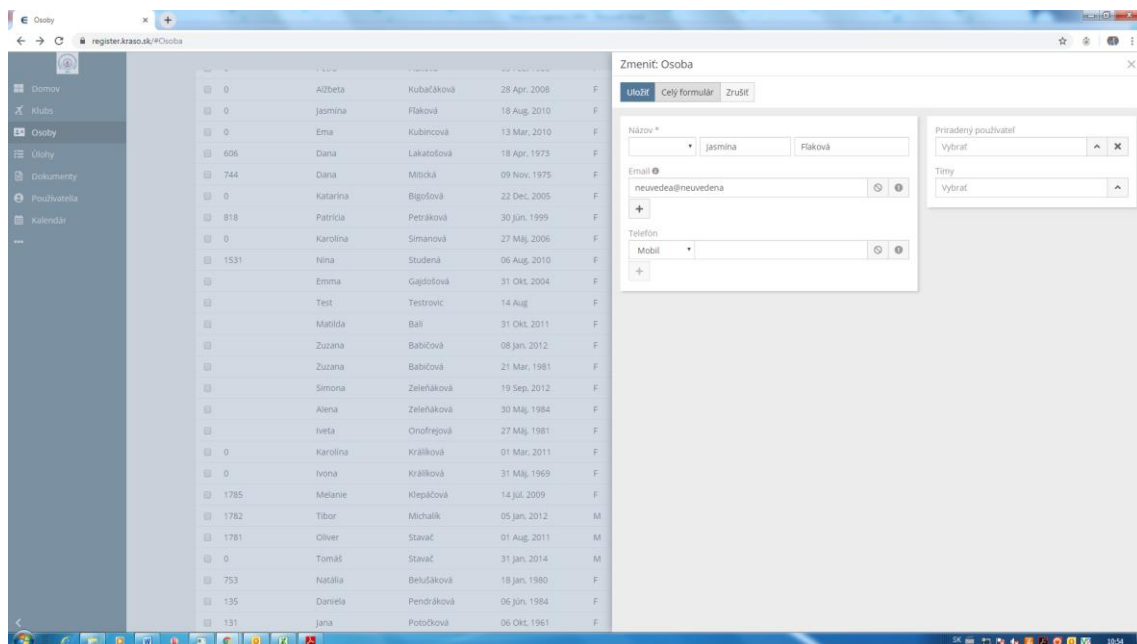 Osoby
register.kraso.sk/#Osoba
Domov
Klubs
Osoby
Úlohy
Dokumenty
Používatelia
Kalendár
0 Alžbeta Kubačáková 28 Apr, 2008 F
0 Jasmína Fľaková 18 Aug, 2010 F
0 Ema Kubincová 13 Mar, 2010 F
606 Dana Lakatošová 18 Apr, 1973 F
744 Dana Mitická 09 Nov, 1975 F
0 Katarína Bigošová 22 Dec, 2005 F
818 Patrícia Petráková 30 Jún, 1999 F
0 Karolína Simanová 27 Máj, 2006 F
1531 Nina Studená 06 Aug, 2010 F
Emma Gajdošová 31 Okt, 2004 F
Test Testrovic 14 Aug F
Matilda Bali 31 Okt, 2011 F
Zuzana Babičová 08 Jan, 2012 F
Zuzana Babičová 21 Mar, 1981 F
Simona Zeleňáková 19 Sep, 2012 F
Alena Zeleňáková 30 Máj, 1984 F
Iveta Onofrejová 27 Máj, 1981 F
0 Karolína Králiková 01 Mar, 2011 F
0 Ivona Králiková 31 Máj, 1969 F
1785 Melanie Klepáčová 14 Júl, 2009 F
1782 Tibor Michalík 05 Jan, 2012 M
1781 Oliver Stavač 01 Aug, 2011 M
0 Tomáš Stavač 31 Jan, 2014 M
753 Natália Belušáková 18 Jan, 1980 F
135 Daniela Pendráková 06 Jún, 1984 F
131 Jana Potočková 06 Okt, 1961 F
Zmeniť: Osoba
Uložiť Celý formulár Zrušiť
Názov *
Jasmína Fľaková
Email
neuvedea@neuvedena
Telefón
Mobil
Priradený používateľ
Vybrať
Tímy
Vybrať
SK 10:54